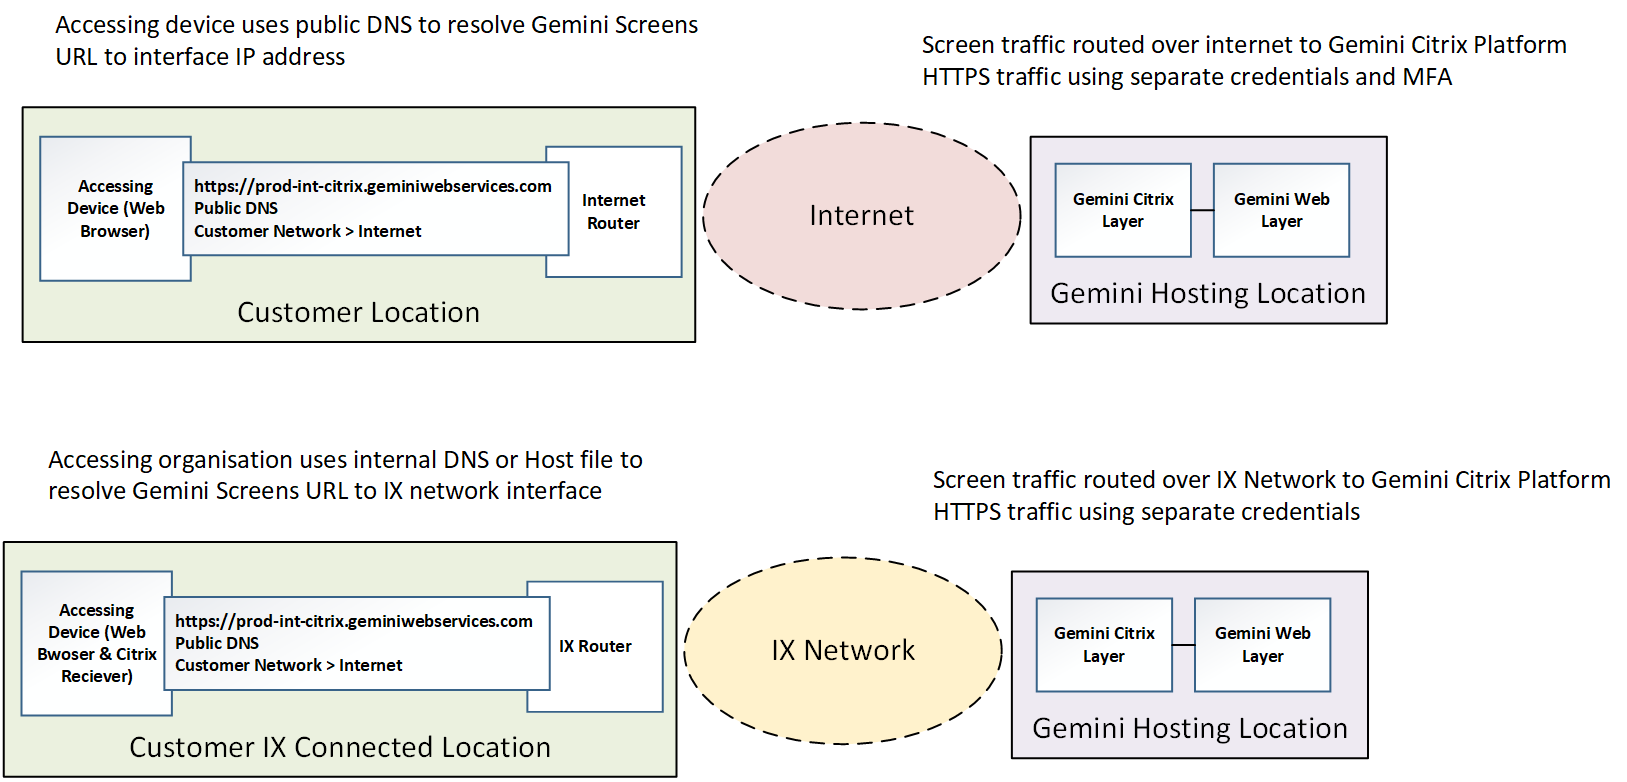 Accessing device uses public DNS to resolve Gemini Screens
URL to interface IP address
Screen traffic routed over internet to Gemini Citrix Platform
HTTPS traffic using separate credentials and MFA
Accessing
Device (Web
Browser)
https://prod-int-citrix.geminiwebservices.com
Public DNS
Customer Network > Internet
Internet
Router
Customer Location
Internet
Gemini Citrix
Layer
Gemini Web
Layer
Gemini Hosting Location
Accessing organisation uses internal DNS or Host file to
resolve Gemini Screens URL to IX network interface
Screen traffic routed over IX Network to Gemini Citrix Platform
HTTPS traffic using separate credentials
Accessing
Device (Web
Bwoser & Citrix
Reciever)
https://prod-int-citrix.geminiwebservices.com
Public DNS
Customer Network > Internet
IX Router
Customer IX Connected Location
IX Network
Gemini Citrix
Layer
Gemini Web
Layer
Gemini Hosting Location